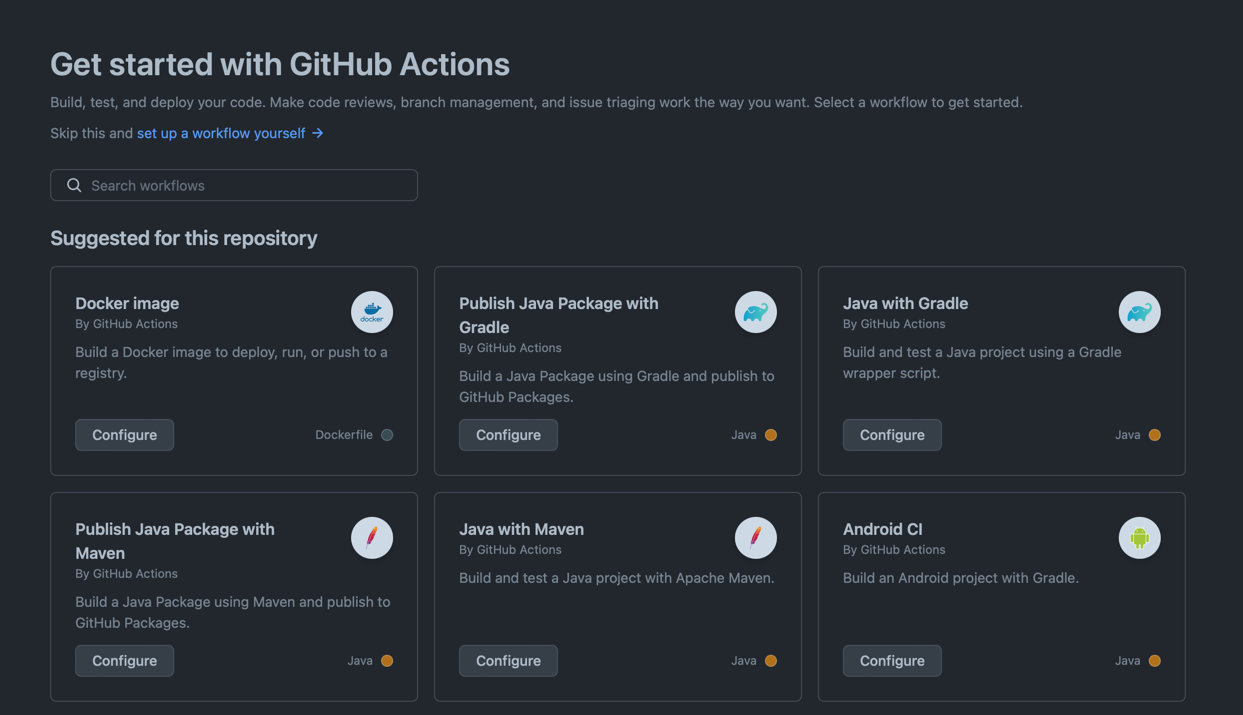 Get started with GitHub Actions
Build, test, and deploy your code. Make code reviews, branch management, and issue triaging work the way you want. Select a workflow to get started.
Skip this and set up a workflow yourself →
Search workflows
Suggested for this repository
Docker image
By GitHub Actions
docker
Build a Docker image to deploy, run, or push to a
registry.
Configure
Dockerfile
Publish Java Package with
Gradle
By GitHub Actions
Build a Java Package using Gradle and publish to
GitHub Packages.
Configure
Java
Java with Gradle
By GitHub Actions
Build and test a Java project using a Gradle
wrapper script.
Configure
Java
Publish Java Package with
Maven
By GitHub Actions
Build a Java Package using Maven and publish to
GitHub Packages.
Configure
Java
Java with Maven
By GitHub Actions
Build and test a Java project with Apache Maven.
Configure
Java
Android CI
By GitHub Actions
Build an Android project with Gradle.
Configure
Java